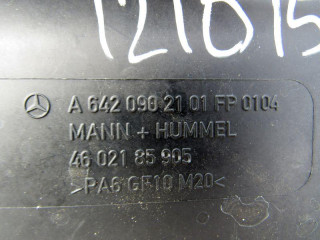 121015
A 642 090 21 01 FP 0104
MANN + HUMMEL
46 021 85 905
>PA6 GF10 M20<